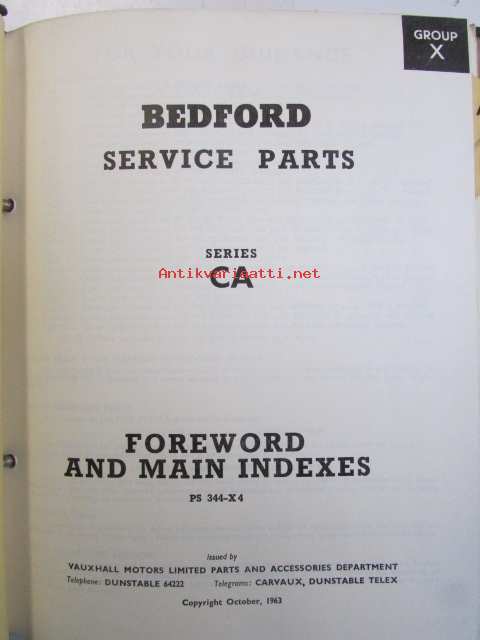 GROUP
X
BEDFORD
SERVICE PARTS
SERIES
CA
Antikvariaatti.net
FOREWORD
AND MAIN INDEXES
PS 344-X4
issued by
VAUXHALL MOTORS LIMITED PARTS AND ACCESSORIES DEPARTMENT
Telephone: DUNSTABLE 64222 Telegrams: CARVAUX, DUNSTABLE TELEX
Copyright October, 1963